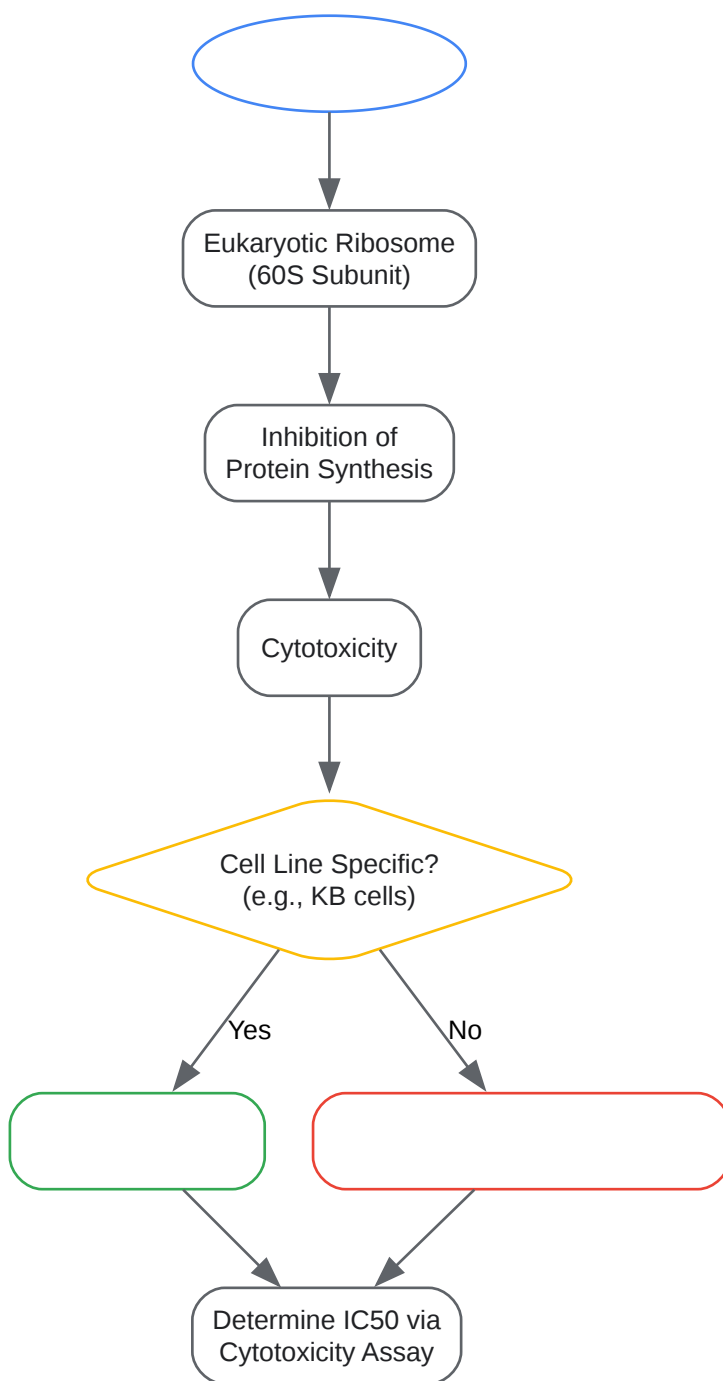 Eukaryotic Ribosome
(60S Subunit)
Inhibition of
Protein Synthesis
Cytotoxicity
Cell Line Specific?
(e.g., KB cells)
Yes
No
Determine IC50 via
Cytotoxicity Assay